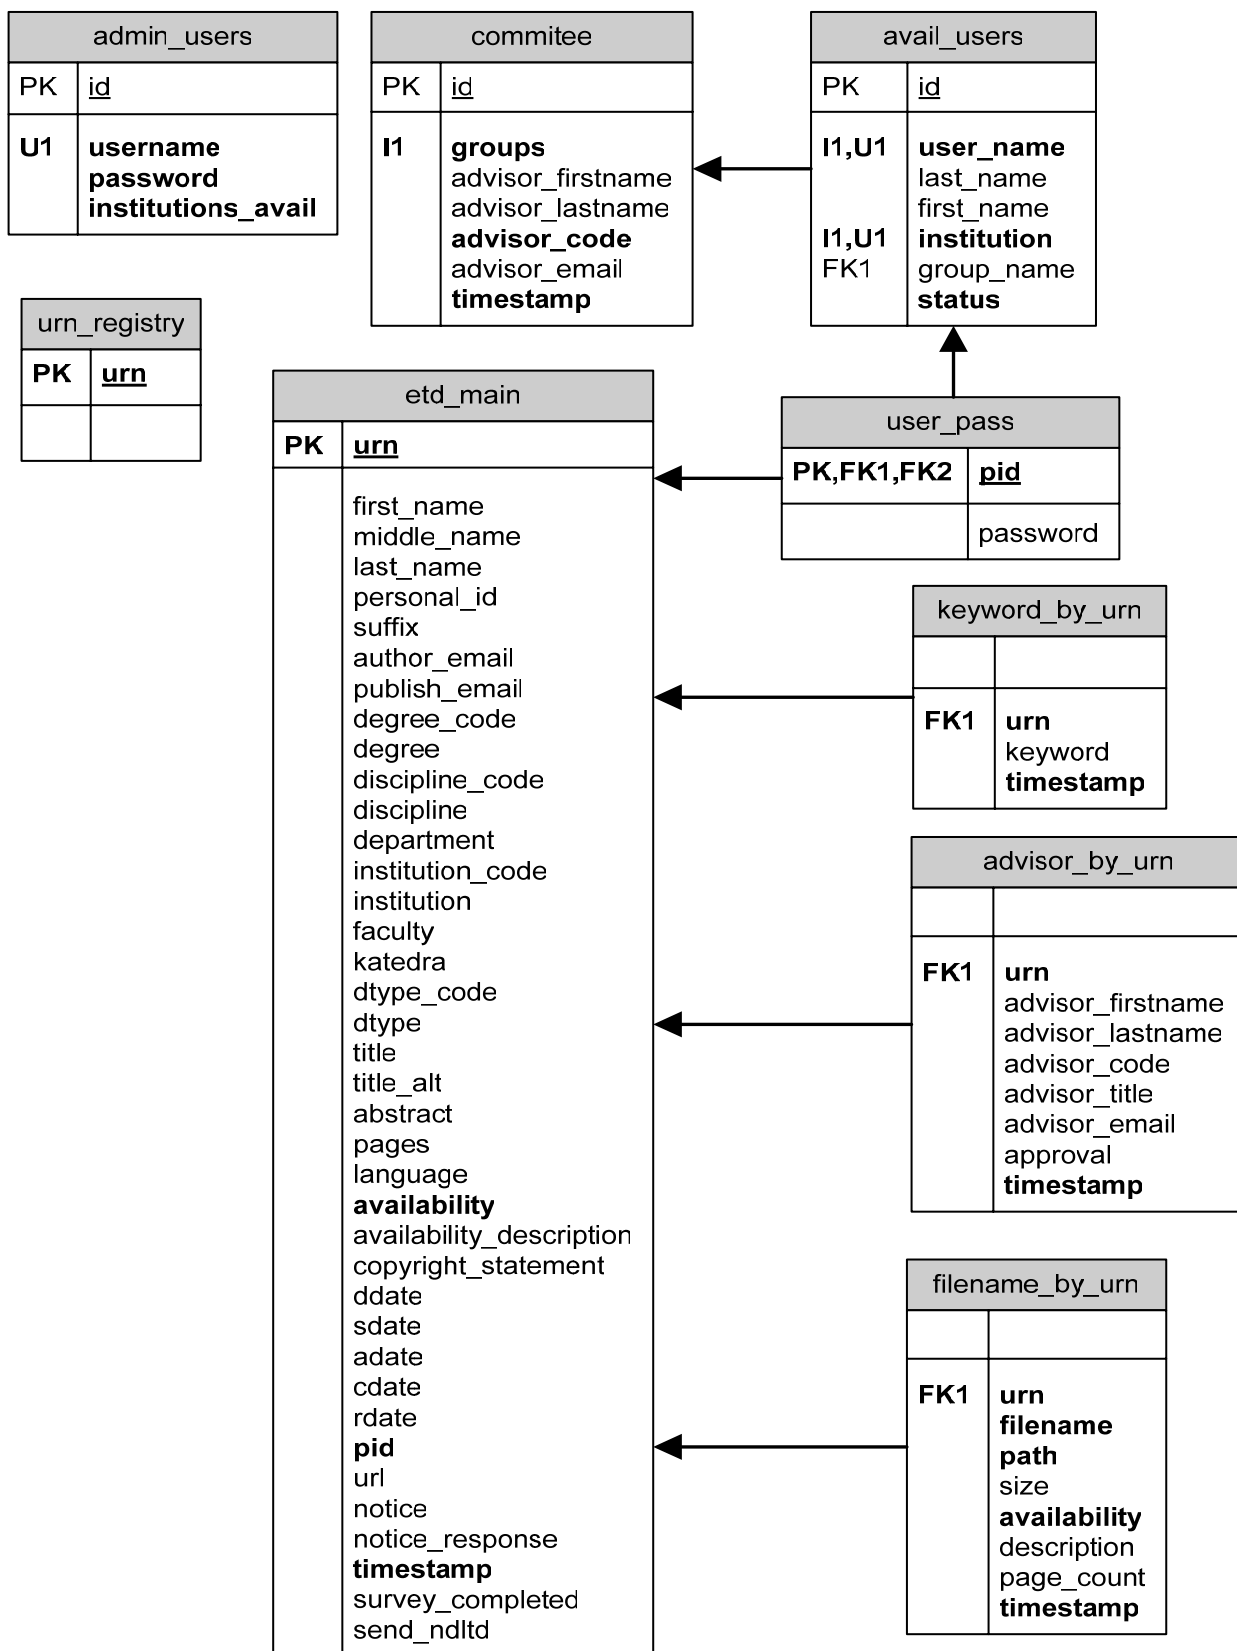 admin_users
PK id
U1 username
password
institutions_avail
commitee
PK id
I1 groups
advisor_firstname
advisor_lastname
advisor_code
advisor_email
timestamp
avail_users
PK id
I1,U1 user_name
last_name
first_name
I1,U1 institution
FK1 group_name
status
urn_registry
PK urn
etd_main
PK urn
first_name
middle_name
last_name
personal_id
suffix
author_email
publish_email
degree_code
degree
discipline_code
discipline
department
institution_code
institution
faculty
katedra
dtype_code
dtype
title
title_alt
abstract
pages
language
availability
availability_description
copyright_statement
ddate
sdate
adate
cdate
rdate
pid
url
notice
notice_response
timestamp
survey_completed
send_ndltd
user_pass
PK,FK1,FK2 pid
password
keyword_by_urn
FK1 urn
keyword
timestamp
advisor_by_urn
FK1 urn
advisor_firstname
advisor_lastname
advisor_code
advisor_title
advisor_email
approval
timestamp
filename_by_urn
FK1 urn
filename
path
size
availability
description
page_count
timestamp